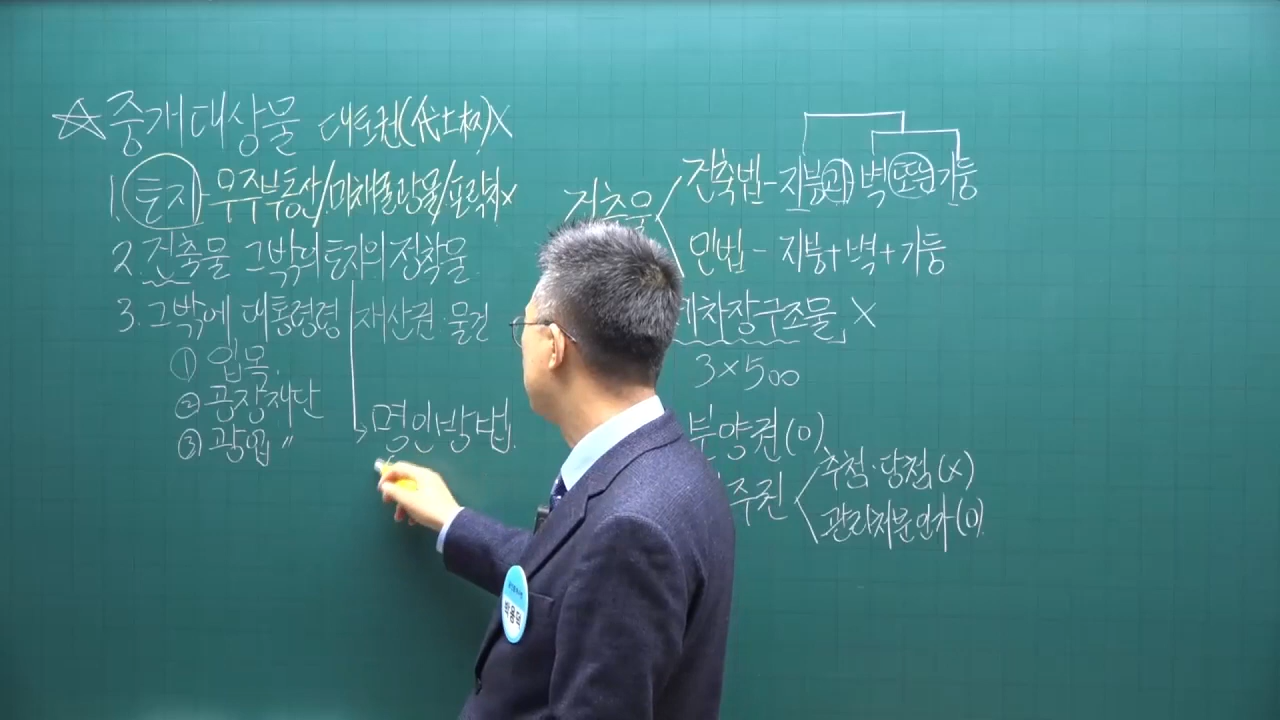 ☆중개대상물 대토권(代土权)X
1. 토지-무주부동산/미채굴광물/포락지x
2. 건축물 그밖의 토지의 정착물
3. 그밖에 대통령령 재산권·물건
① 입목.
② 공장재단
③ 광업 〃
→명인방법.
건축물
건축법-지붕과 벽 또는 기둥
민법 - 지붕+벽+기둥
세차장구조물」X
3×500
분양권(O)
주권
추첨·당첨(x)
관리처분인가(O).